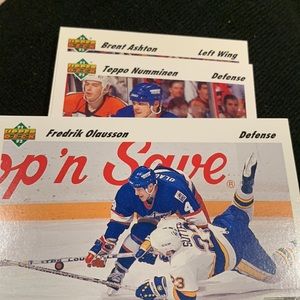 UPPER DECK
Brent Ashton
Left Wing
UPPER DECK
Teppo Numminen
Defense
UPPER DECK
Fredrik Olausson
Defense
op 'n Save